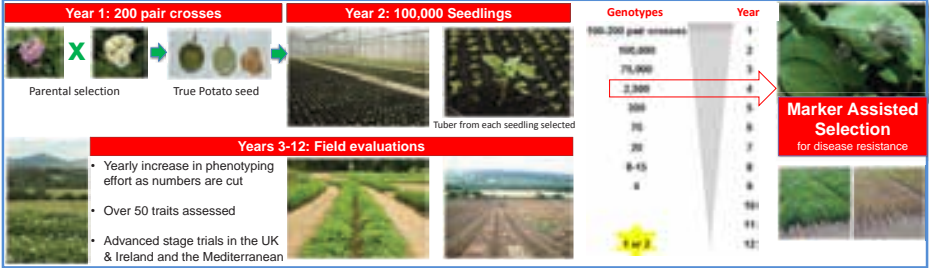 Year 1: 200 pair crosses
X
Parental selection
True Potato seed
Year 2: 100,000 Seedlings
Tuber from each seedling selected
Years 3-12: Field evaluations
• Yearly increase in phenotyping
effort as numbers are cut
• Over 50 traits assessed
• Advanced stage trials in the UK
& Ireland and the Mediterranean
Genotypes Year
100-200 pair crosses 1
100,000 2
75,000 3
2,500 4
300 5
70 6
20 7
8-15 8
9
10
11
1 or 2 12
Marker Assisted
Selection
for disease resistance